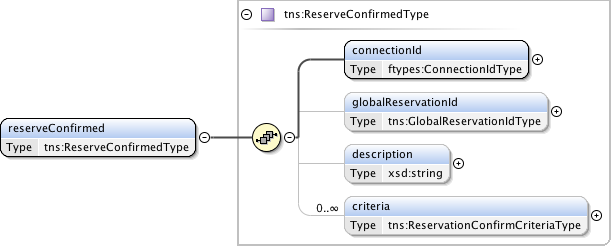 tns:ReserveConfirmedType
connectionId
Type ftypes:ConnectionIdType
globalReservationId
Type tns:GlobalReservationIdType
reserveConfirmed
Type tns:ReserveConfirmedType
description
Type xsd:string
0..∞
criteria
Type tns:ReservationConfirmCriteriaType